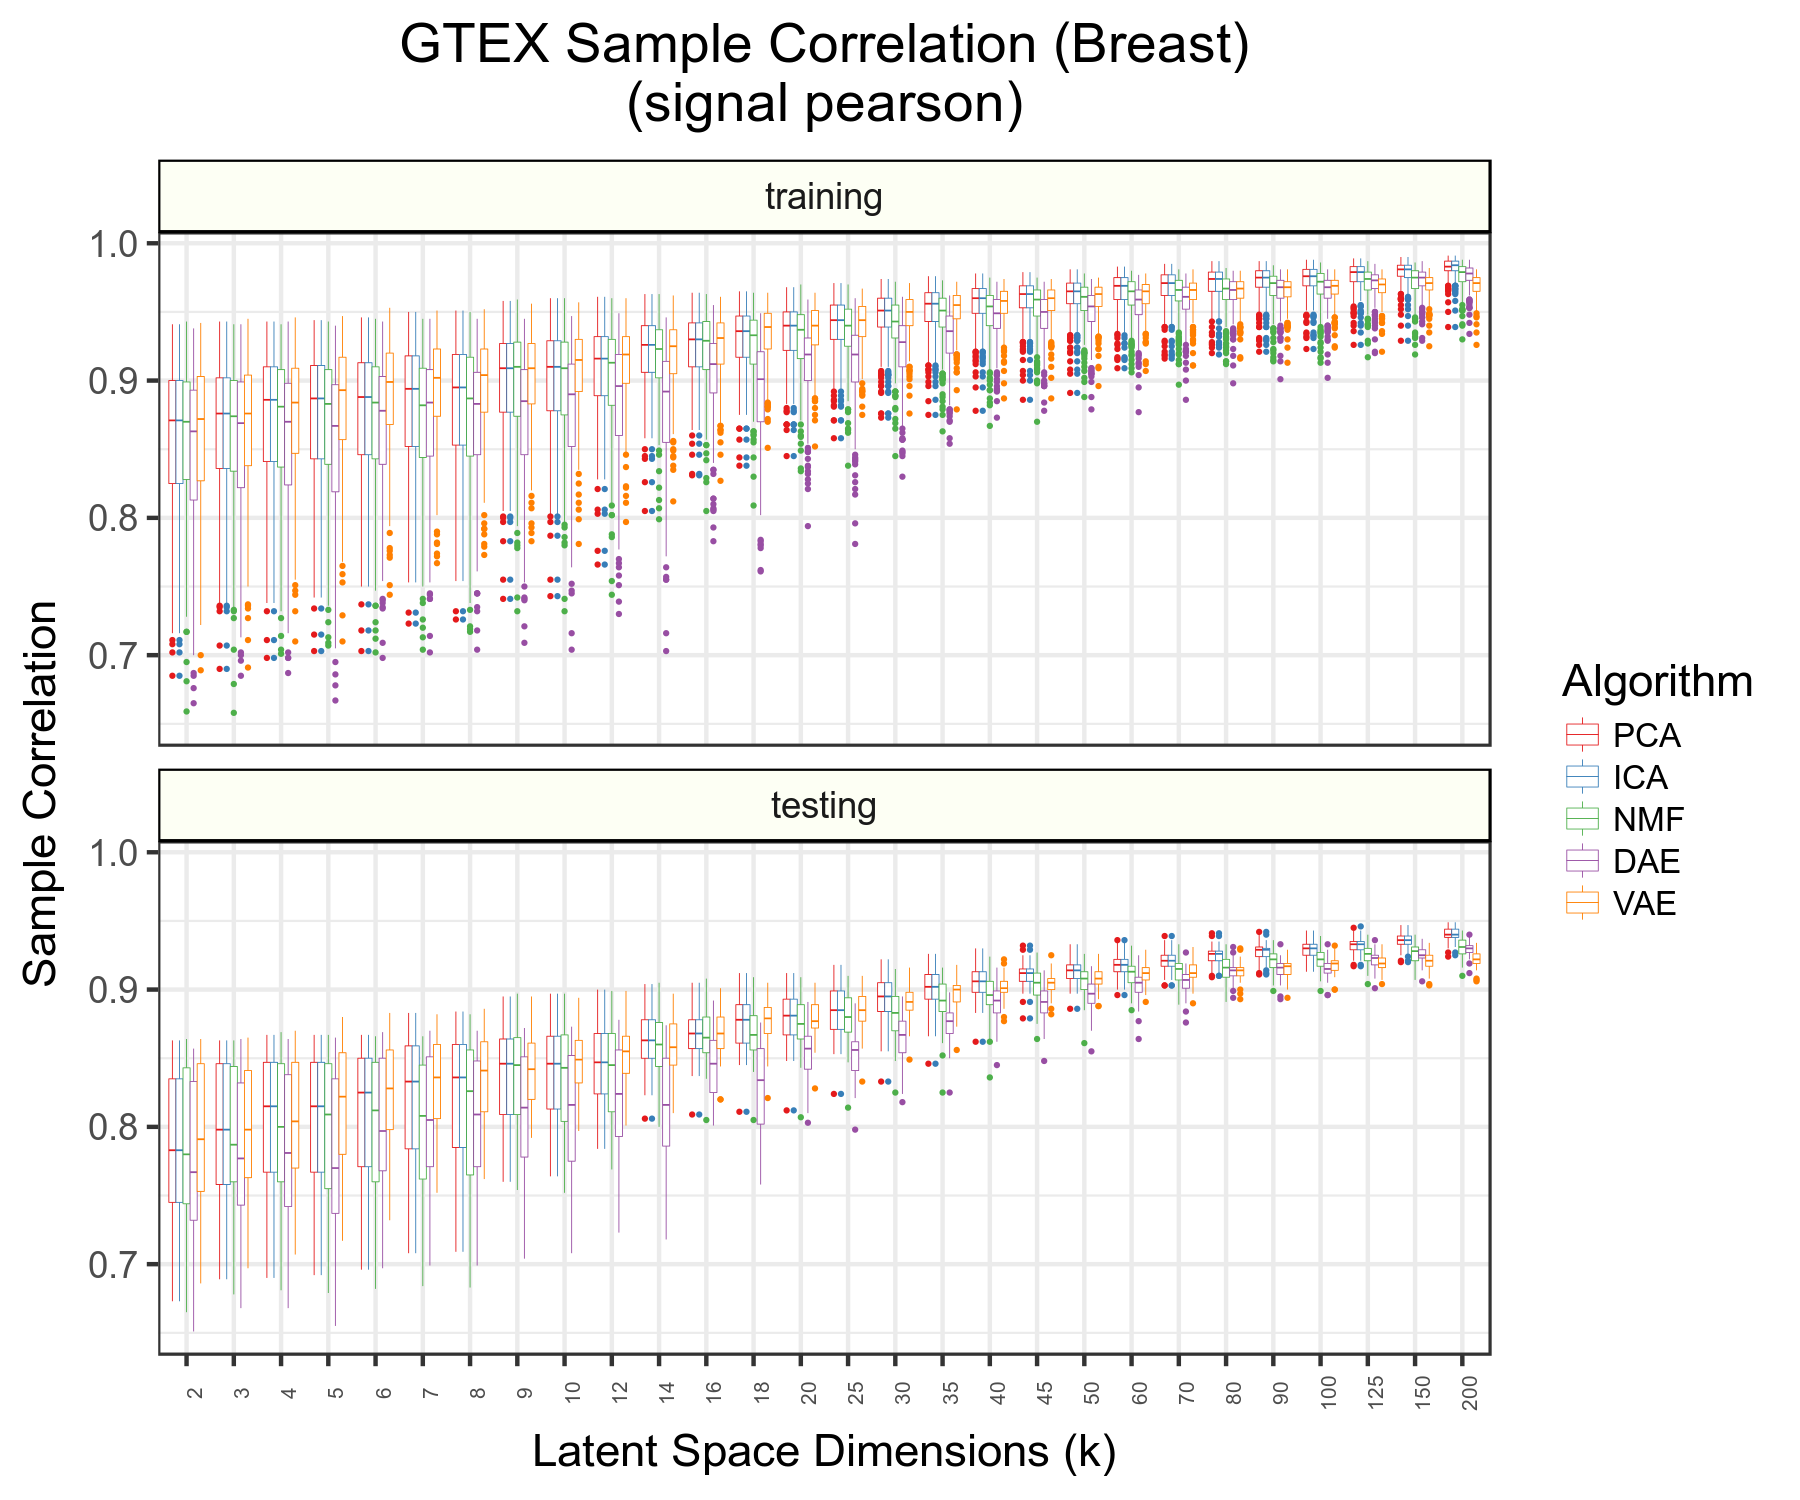 GTEX Sample Correlation (Breast)
(signal pearson)
training
1.0
0.9
0.8
0.7
Sample Correlation
testing
1.0
0.9
0.8
0.7
2 3 4 5 6 7 8 9 10 12 14 16 18 20 25 30 35 40 45 50 60 70 80 90 100 125 150 200
Latent Space Dimensions (k)
Algorithm
PCA
ICA
NMF
DAE
VAE